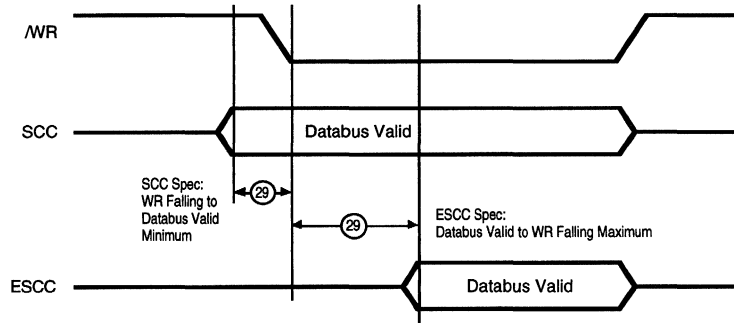 /WR
SCC
Databus Valid
SCC Spec:
WR Falling to
Databus Valid
Minimum
29
29
ESCC Spec:
Databus Valid to WR Falling Maximum
ESCC
Databus Valid